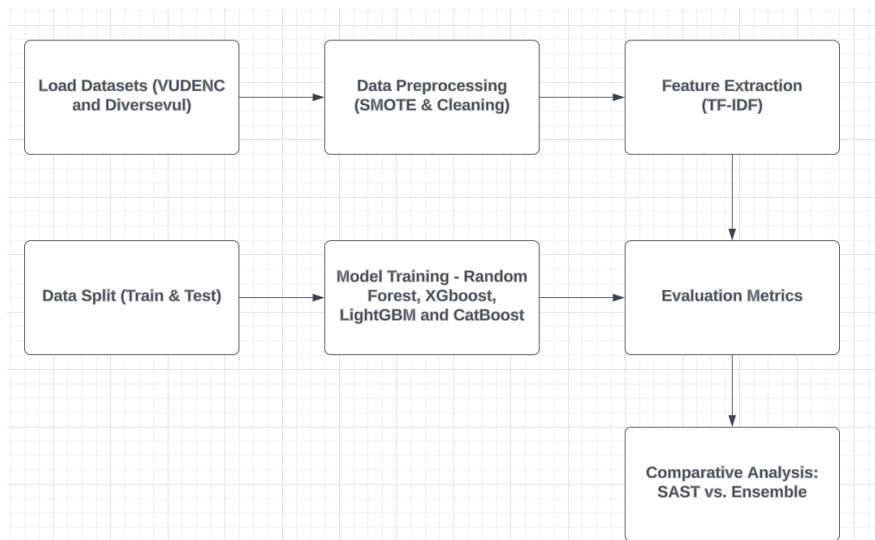 Load Datasets (VUDENC
and Diversevul)
Data Preprocessing
(SMOTE & Cleaning)
Feature Extraction
(TF-IDF)
Data Split (Train & Test)
Model Training - Random
Forest, XGboost,
LightGBM and CatBoost
Evaluation Metrics
Comparative Analysis:
SAST vs. Ensemble